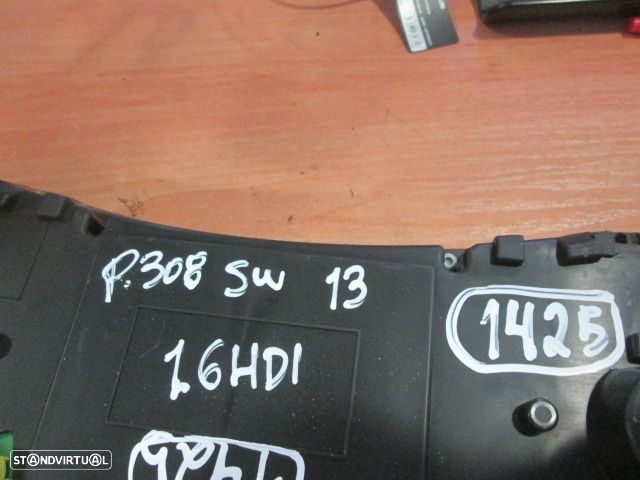 P.308 SW 13
1.6HDI
1425
STANDVIRTUAL